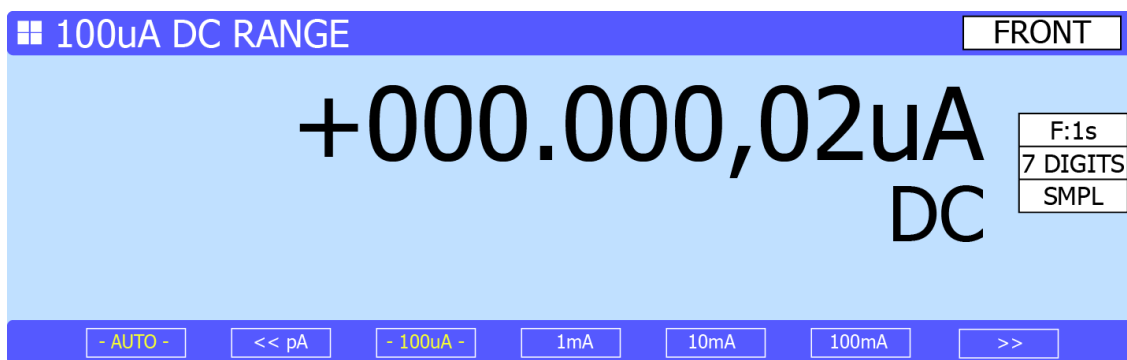 100uA DC RANGE FRONT
+000.000,02uA
DC
F:1s
7 DIGITS
SMPL
- AUTO - << pA - 100uA - 1mA 10mA 100mA >>